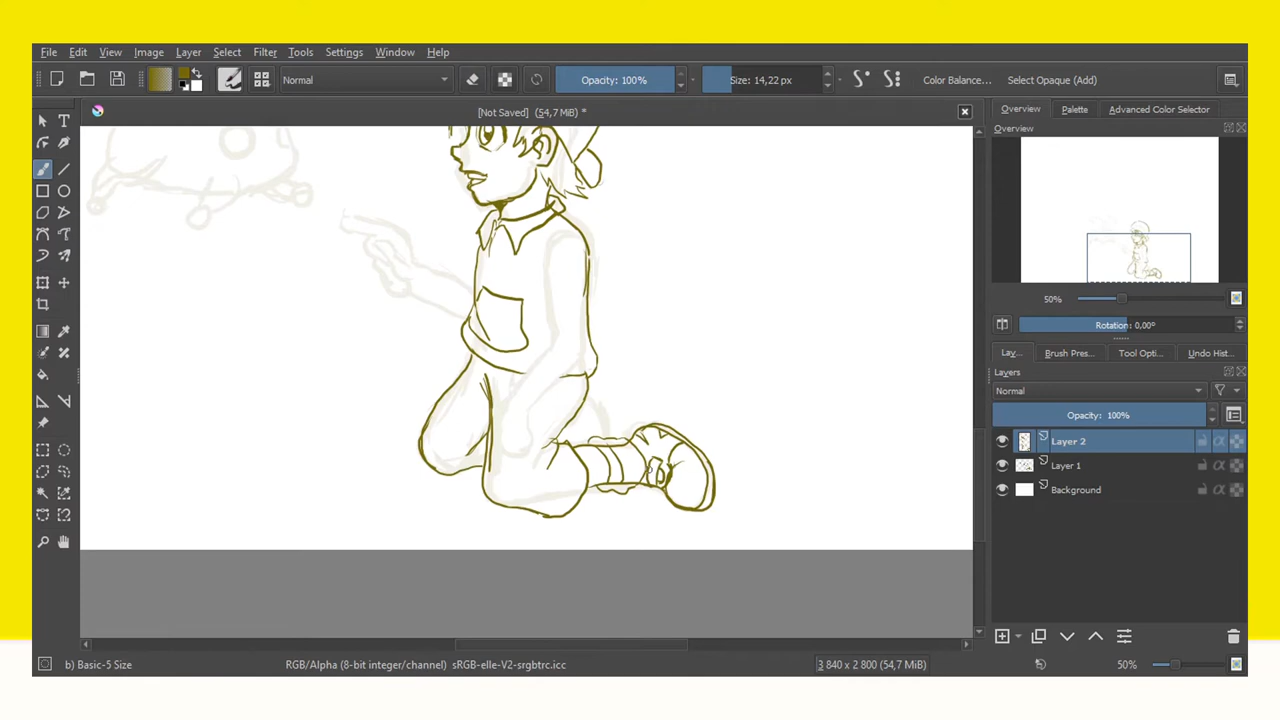 File Edit View Image Layer Select Filter Tools Settings Window Help
Normal Opacity: 100% Size: 14,22 px Color Balance... Select Opaque (Add)
[Not Saved] (54,7 MiB) *
Overview Palette Advanced Color Selector
Overview
50%
Rotation: 0,00°
Lay... Brush Pres... Tool Opti... Undo Hist...
Layers
Normal
Opacity: 100%
Layer 2
Layer 1
Background
b) Basic-5 Size RGB/Alpha (8-bit integer/channel) sRGB-elle-V2-srgbtrc.icc 3 840 x 2 800 (54,7 MiB) 50%